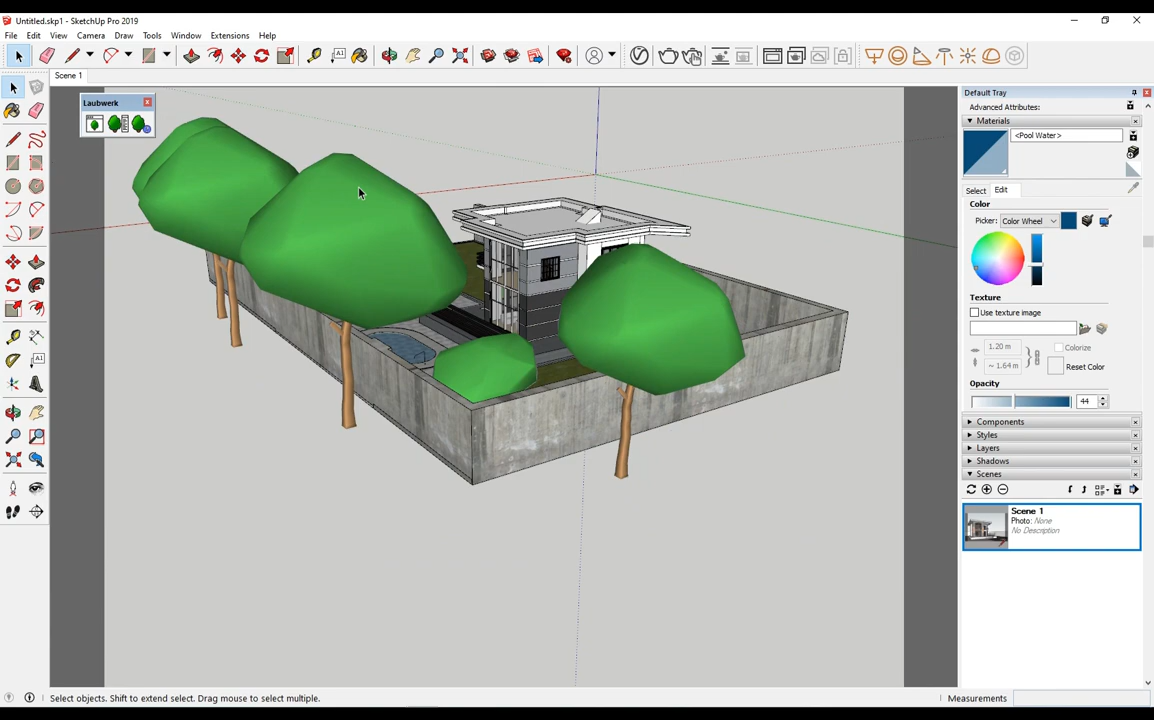 Untitled.skp1 - SketchUp Pro 2019
File Edit View Camera Draw Tools Window Extensions Help
Scene 1
Laubwerk
Default Tray
Advanced Attributes:
Materials
<Pool Water>
Select Edit
Color
Picker: Color Wheel
Texture
Use texture image
1.20 m
Colorize
~ 1.64 m
Reset Color
Opacity
44
Components
Styles
Layers
Shadows
Scenes
Scene 1
Photo: None
No Description
Select objects. Shift to extend select. Drag mouse to select multiple.
Measurements